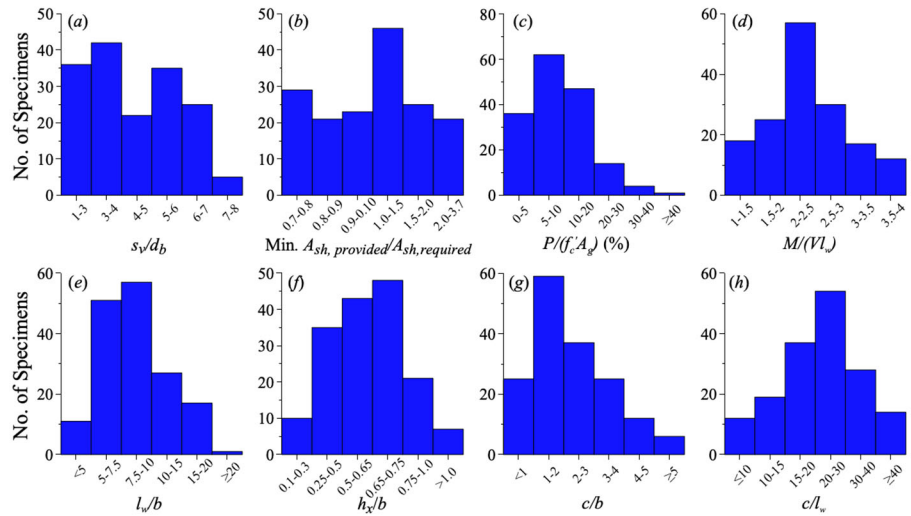 (a)
No. of Specimens
50
40
30
20
10
0
1-3 3-4 4-5 5-6 6-7 7-8
s_v/d_b
(b)
50
40
30
20
10
0
0.7-0.8 0.8-0.9 0.9-0.10 1.0-1.5 1.5-2.0 2.0-3.7
Min. A_sh, provided/A_sh,required
(c)
80
60
40
20
0
0-5 5-10 10-20 20-30 30-40 ≥40
P/(f_c'A_g) (%)
(d)
60
40
20
0
1-1.5 1.5-2 2-2.5 2.5-3 3-3.5 3.5-4
M/(Vl_w)
(e)
No. of Specimens
60
40
20
0
<5 5-7.5 7.5-10 10-15 15-20 ≥20
l_w/b
(f)
50
40
30
20
10
0
0.1-0.3 0.25-0.5 0.5-0.65 0.65-0.75 0.75-1.0 >1.0
h_x/b
(g)
60
40
20
0
<1 1-2 2-3 3-4 4-5 ≥5
c/b
(h)
60
40
20
0
≤10 10-15 15-20 20-30 30-40 ≥40
c/l_w